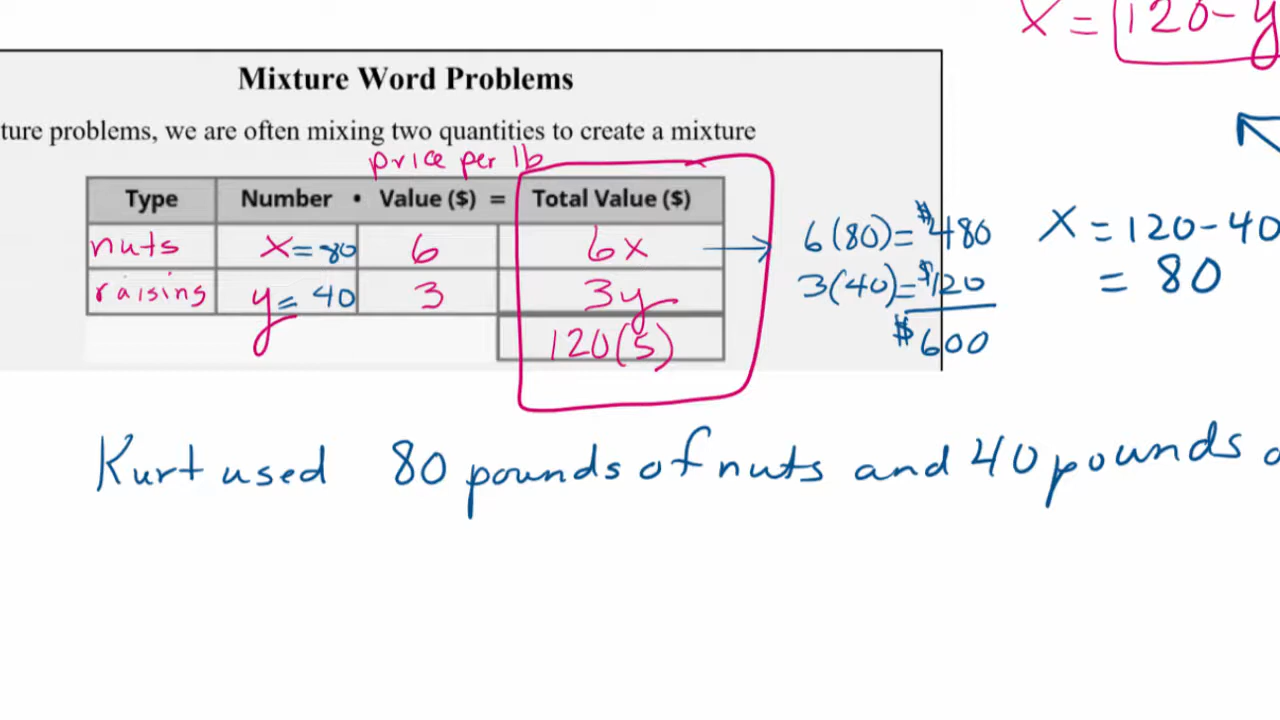 x = 120 - y
Mixture Word Problems
ture problems, we are often mixing two quantities to create a mixture
price per lb
Type Number • Value ($) = Total Value ($)
nuts x = 80 6 6x 6(80) = $480 x = 120 - 40
raising y = 40 3 3y 3(40) = $120 = 80
120(5) $600
Kurt used 80 pounds of nuts and 40 pounds o